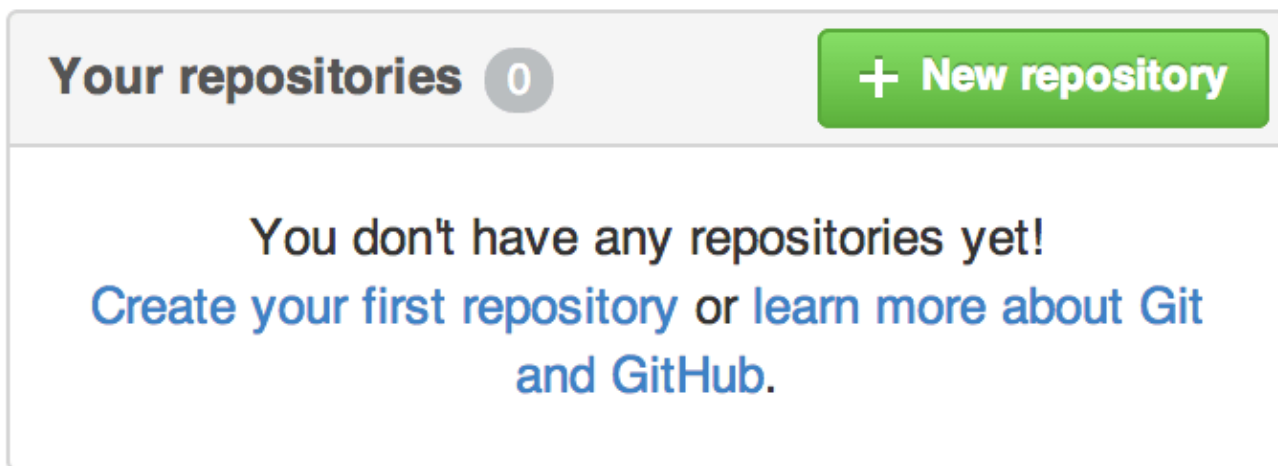 Your repositories 0
+ New repository
You don't have any repositories yet!
Create your first repository or learn more about Git
and GitHub.